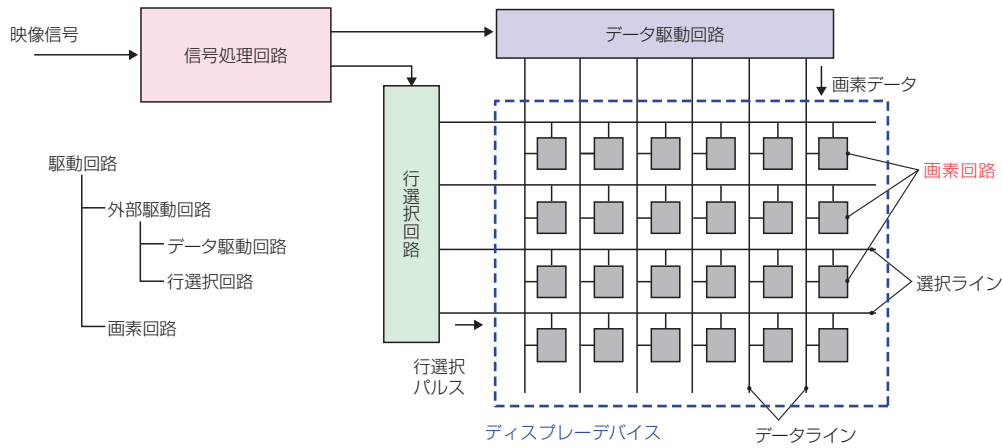 映像信号
信号処理回路
データ駆動回路
画素データ
行選択回路
画素回路
選択ライン
駆動回路
外部駆動回路
データ駆動回路
行選択回路
画素回路
行選択
パルス
ディスプレーデバイス
データライン